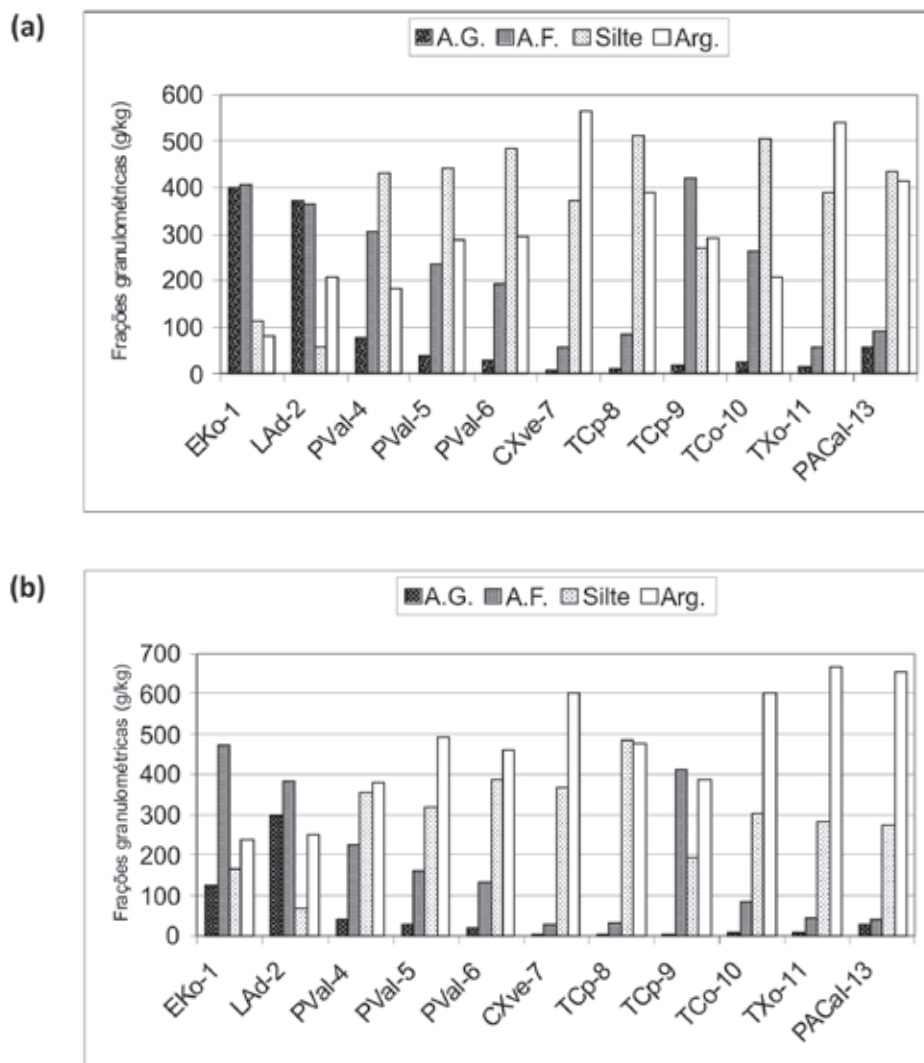 (a)
A.G. A.F. Silte Arg.
Frações granulométricas (g/kg)
600
500
400
300
200
100
0
EKo-1 LAd-2 PVal-4 PVal-5 PVal-6 CXve-7 TCp-8 TCp-9 TCo-10 TXo-11 PACal-13
(b)
A.G. A.F. Silte Arg.
Frações granulométricas (g/kg)
700
600
500
400
300
200
100
0
EKo-1 LAd-2 PVal-4 PVal-5 PVal-6 CXve-7 TCp-8 TCp-9 TCo-10 TXo-11 PACal-13